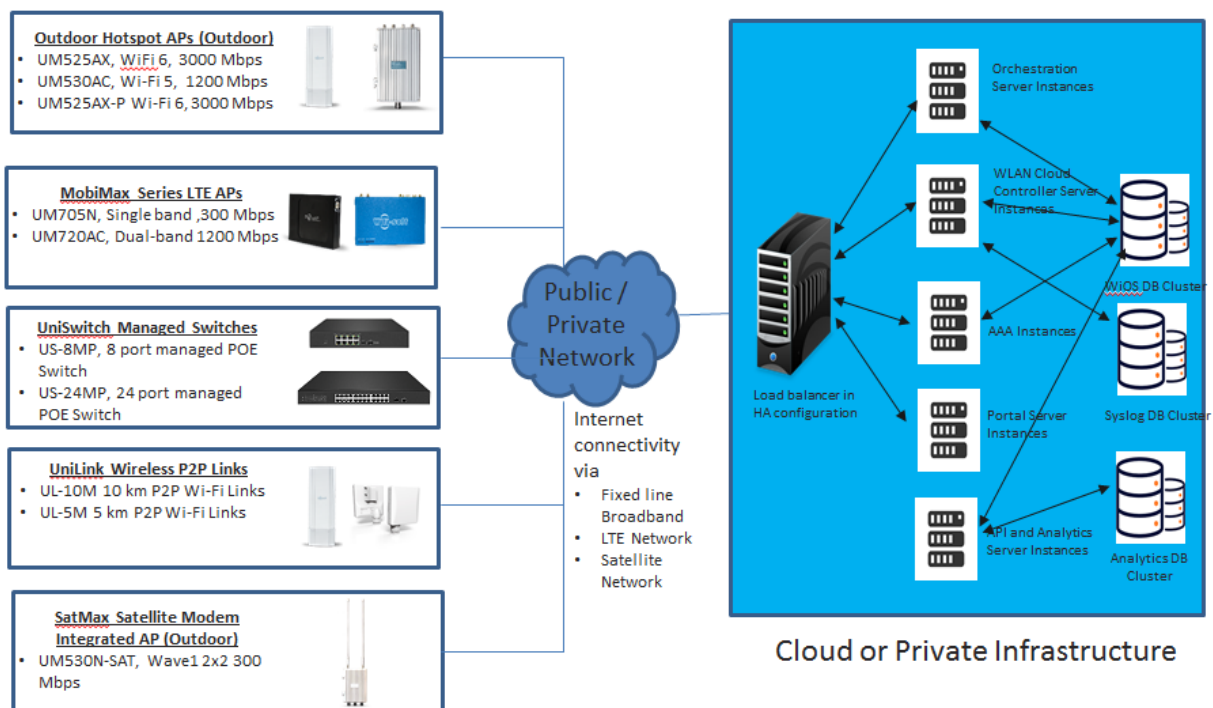 Outdoor Hotspot APs (Outdoor)
• UM525AX, WiFi 6, 3000 Mbps
• UM530AC, Wi-Fi 5, 1200 Mbps
• UM525AX-P Wi-Fi 6, 3000 Mbps
MobiMax Series LTE APs
• UM705N, Single band ,300 Mbps
• UM720AC, Dual-band 1200 Mbps
UniSwitch Managed Switches
• US-8MP, 8 port managed POE
Switch
• US-24MP, 24 port managed
POE Switch
UniLink Wireless P2P Links
• UL-10M 10 km P2P Wi-Fi Links
• UL-5M 5 km P2P Wi-Fi Links
SatMax Satellite Modem
Integrated AP (Outdoor)
• UM530N-SAT, Wave1 2x2 300
Mbps
Public /
Private
Network
Internet
connectivity
via
• Fixed line
Broadband
• LTE Network
• Satellite
Network
Load balancer in
HA configuration
Orchestration
Server Instances
WLAN Cloud
Controller Server
Instances
AAA Instances
Portal Server
Instances
API and Analytics
Server Instances
WiOS DB Cluster
Syslog DB Cluster
Analytics DB
Cluster
Cloud or Private Infrastructure